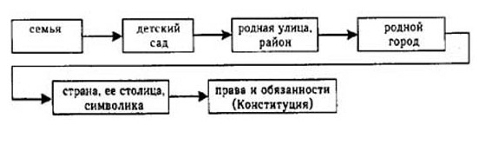 семья
детский
сад
родная улица,
район
родной
город
страна, ее столица,
символика
права и обязанности
(Конституция)